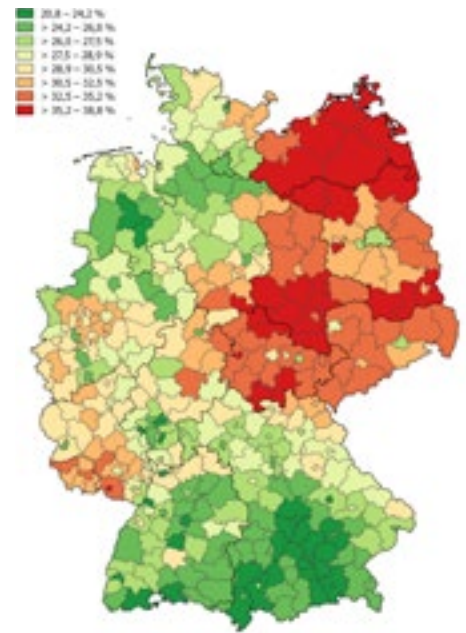 20,8 – 24,2 %
> 24,2 – 26,0 %
> 26,0 – 27,5 %
> 27,5 – 28,9 %
> 28,9 – 30,5 %
> 30,5 – 32,5 %
> 32,5 – 35,2 %
> 35,2 – 38,8 %